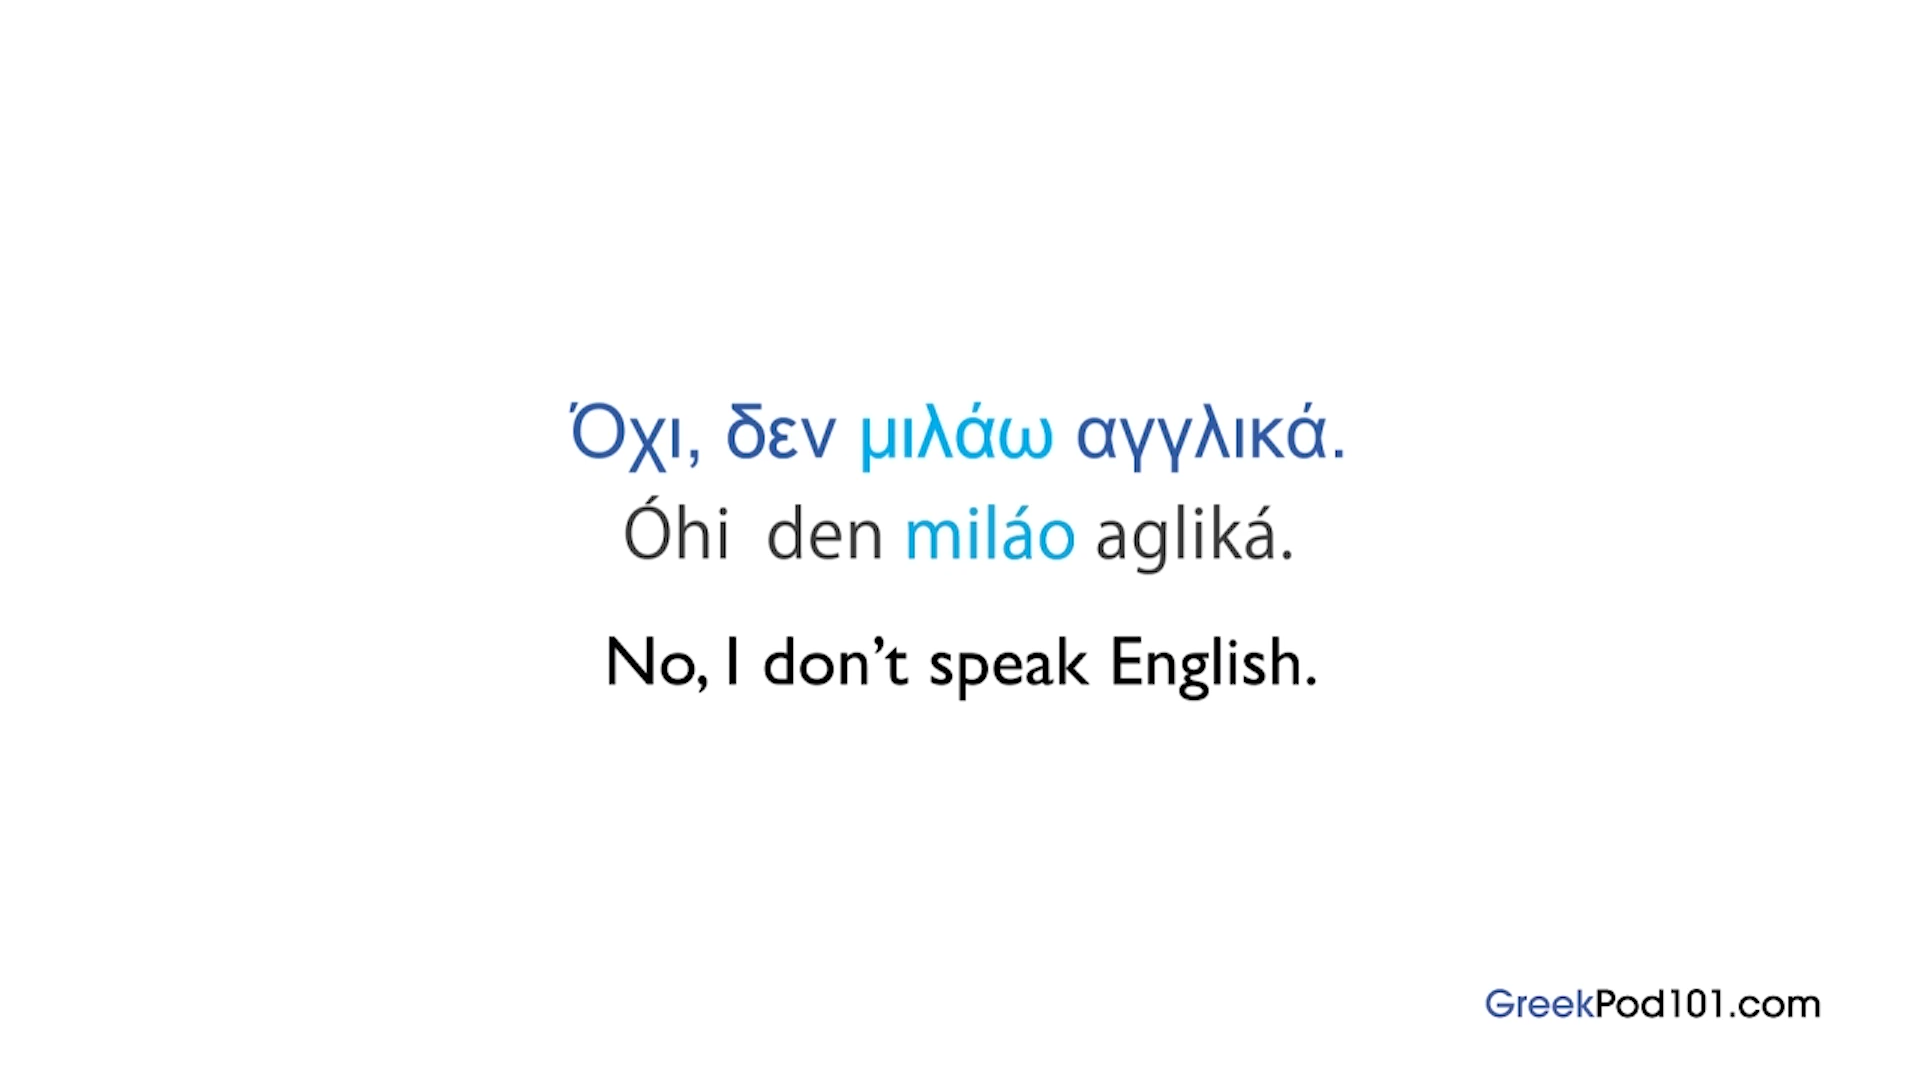 Όχι, δεν μιλάω αγγλικά.
Óhi den miláo agliká.
No, I don’t speak English.
GreekPod101.com